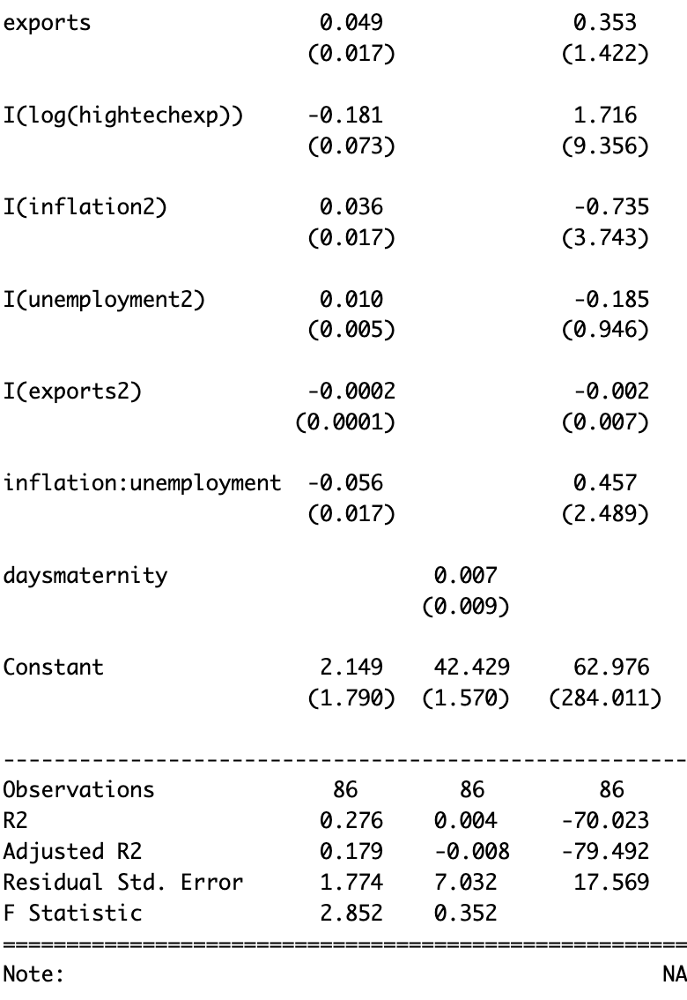 exports 0.049 0.353
(0.017) (1.422)
I(log(hightechexp)) -0.181 1.716
(0.073) (9.356)
I(inflation2) 0.036 -0.735
(0.017) (3.743)
I(unemployment2) 0.010 -0.185
(0.005) (0.946)
I(exports2) -0.0002 -0.002
(0.0001) (0.007)
inflation:unemployment -0.056 0.457
(0.017) (2.489)
daysmaternity 0.007
(0.009)
Constant 2.149 42.429 62.976
(1.790) (1.570) (284.011)
------------------------------------------------------
Observations 86 86 86
R2 0.276 0.004 -70.023
Adjusted R2 0.179 -0.008 -79.492
Residual Std. Error 1.774 7.032 17.569
F Statistic 2.852 0.352
======================================================
Note: NA